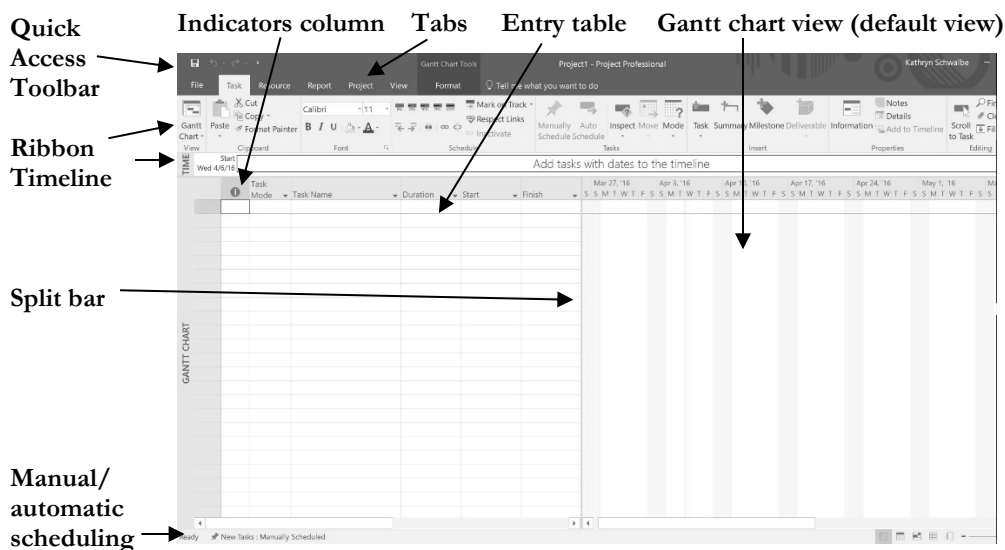 Quick Access Toolbar
Indicators column
Tabs
Entry table
Gantt chart view (default view)
Gantt Chart Tools
Project1 - Project Professional
Kathryn Schwalbe
File Task Resource Report Project View Format Tell me what you want to do
Ribbon
Timeline
Gantt Chart
Paste
Cut
Copy
Format Painter
Calibri 11
B I U A
Mark on Track
Respect Links
Inactivate
Manually Schedule
Auto Schedule
Inspect Move Mode
Task Summary Milestone Deliverable
Information
Notes
Details
Add to Timeline
Scroll to Task
View Clipboard Font Schedule Tasks Insert Properties Editing
TIME
Start
Wed 4/6/16
Add tasks with dates to the timeline
Task Mode
Task Name
Duration
Start
Finish
Mar 27, '16 Apr 3, '16 Apr 10, '16 Apr 17, '16 Apr 24, '16 May 1, '16
S S M T W T F S S M T W T F S S M T W T F S S M T W T F S S M T W T F S S M T W T F S S
Split bar
GANTT CHART
Manual/ automatic scheduling
Ready
New Tasks : Manually Scheduled